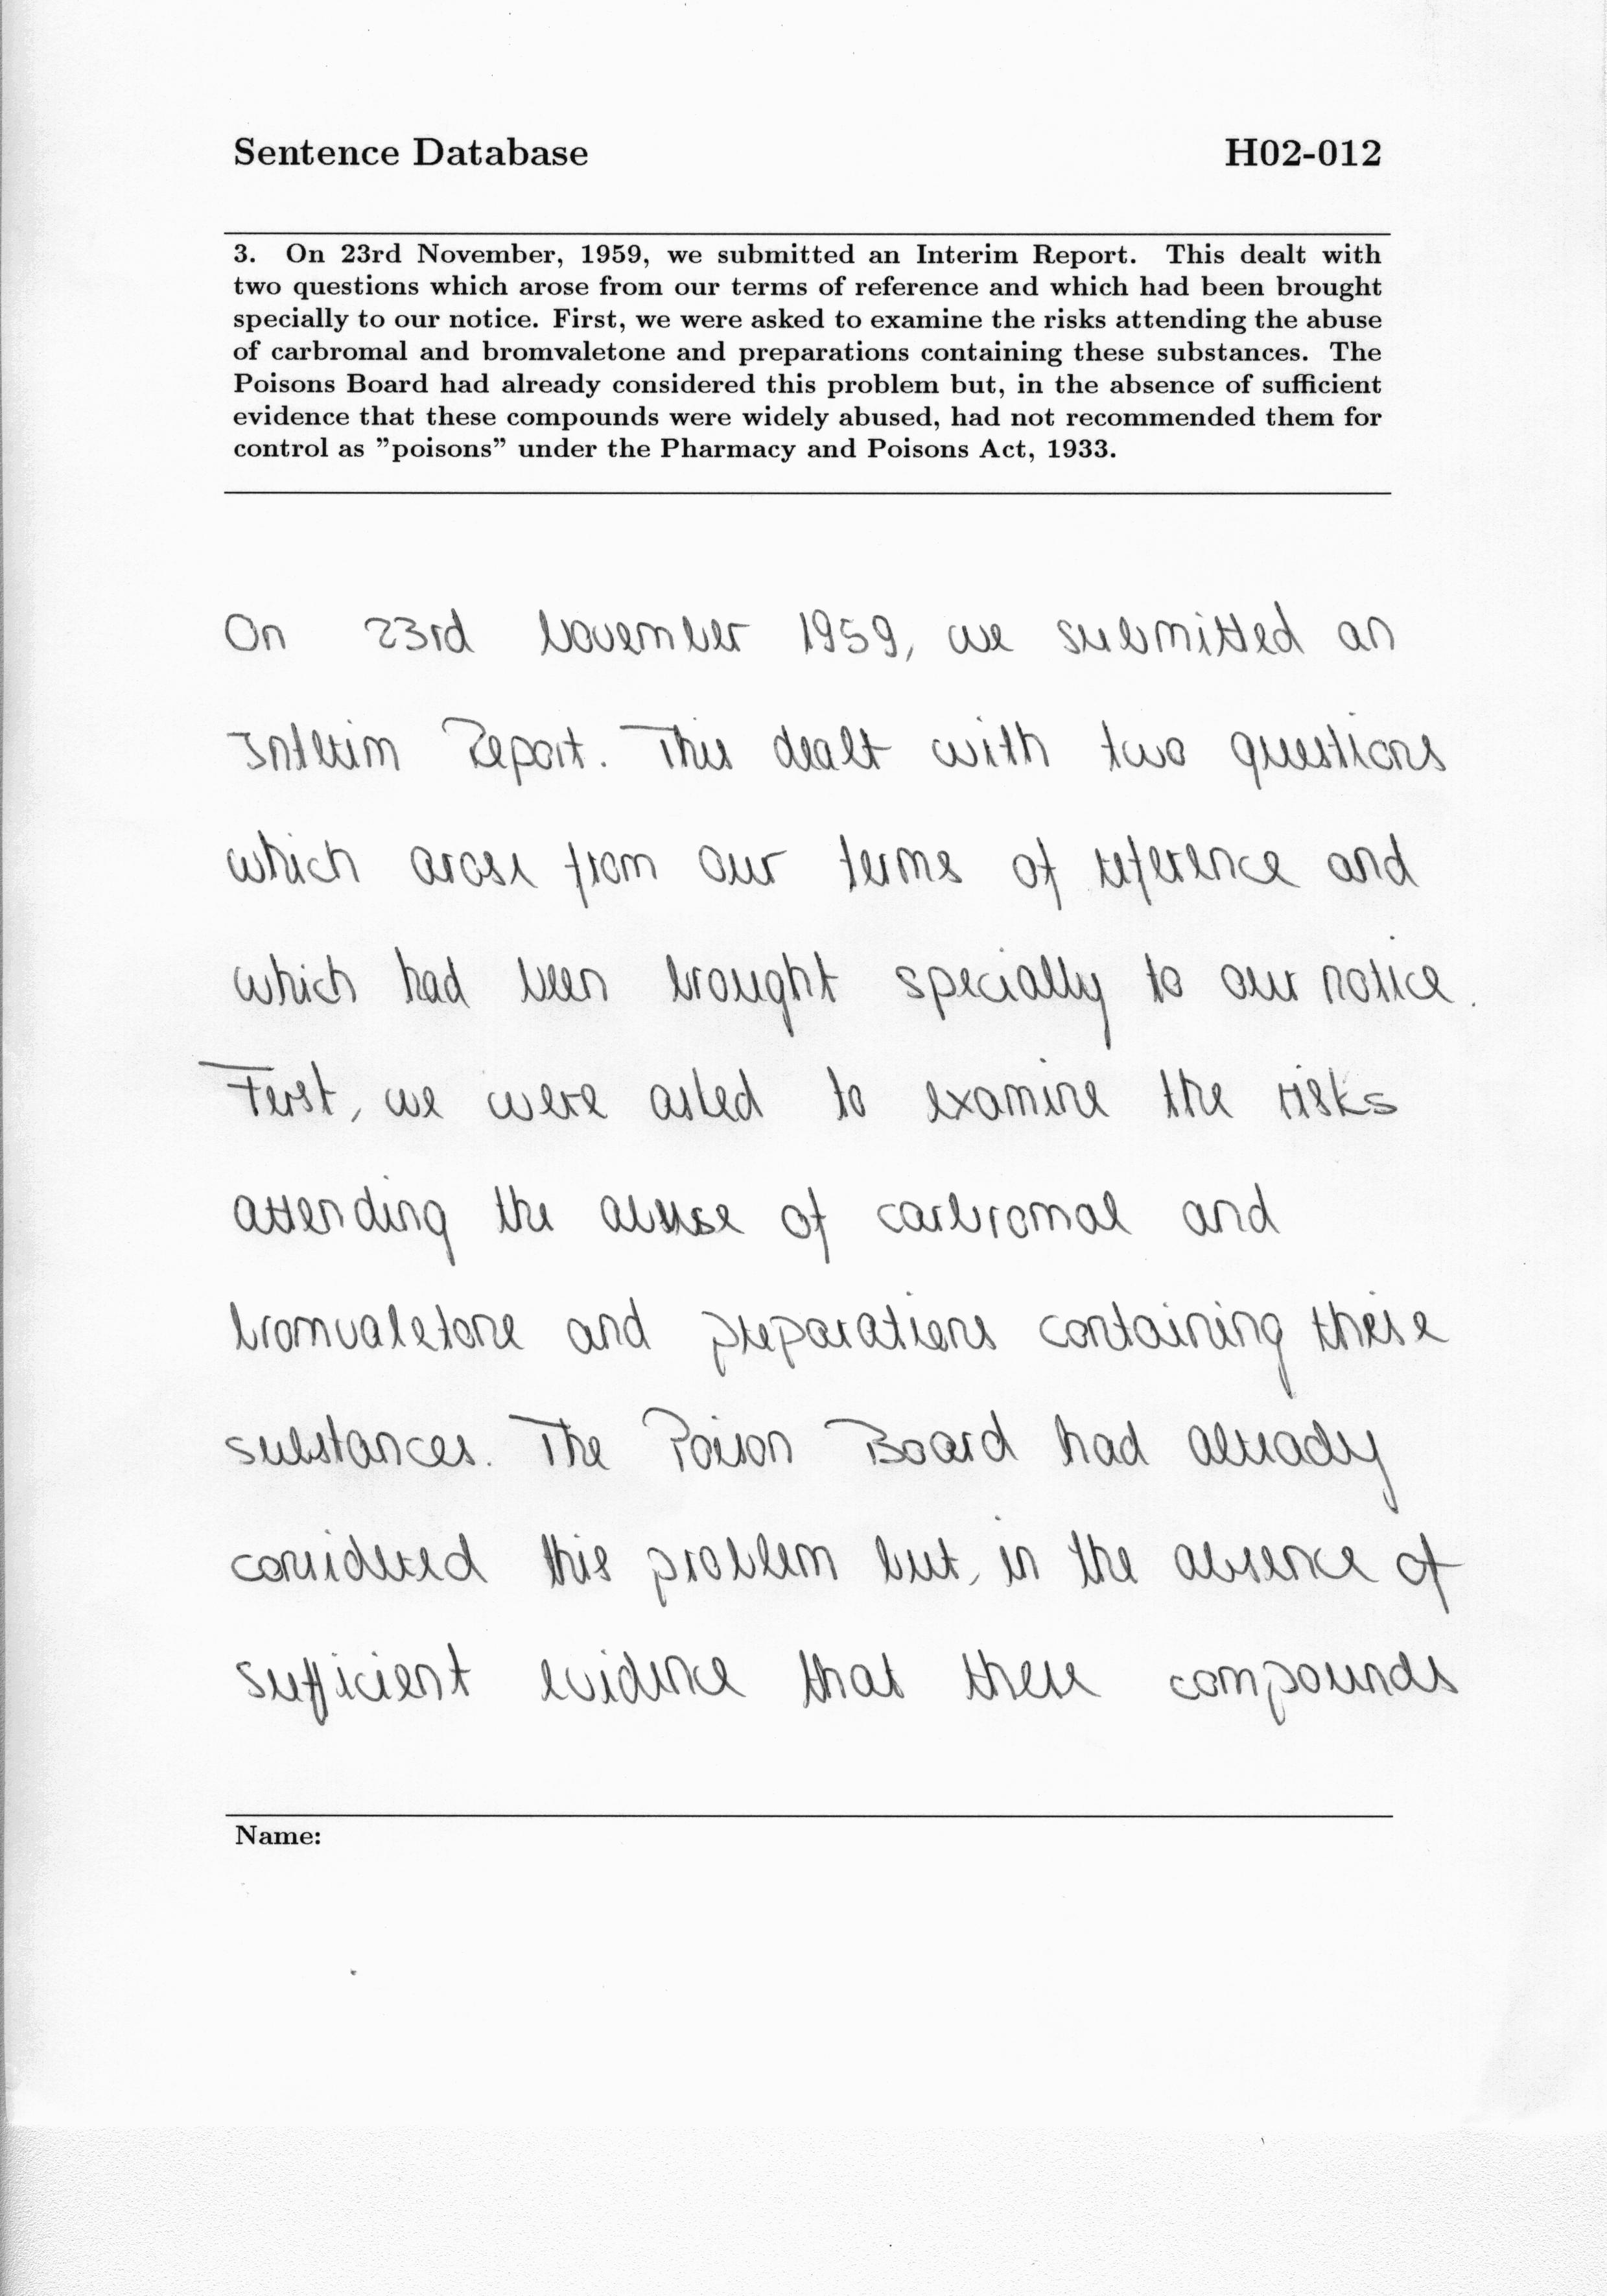 Sentence Database H02-012
3. On 23rd November, 1959, we submitted an Interim Report. This dealt with
two questions which arose from our terms of reference and which had been brought
specially to our notice. First, we were asked to examine the risks attending the abuse
of carbromal and bromvaletone and preparations containing these substances. The
Poisons Board had already considered this problem but, in the absence of sufficient
evidence that these compounds were widely abused, had not recommended them for
control as ”poisons” under the Pharmacy and Poisons Act, 1933.
On 23rd November 1959, we submitted an
Interim Report. This dealt with two questions
which arose from our terms of reference and
which had been brought specially to our notice.
First, we were asked to examine the risks
attending the abuse of carbromal and
bromvaletone and preparations containing these
substances. The Poison Board had already
considered this problem but, in the absence of
sufficient evidence that these compounds
Name: